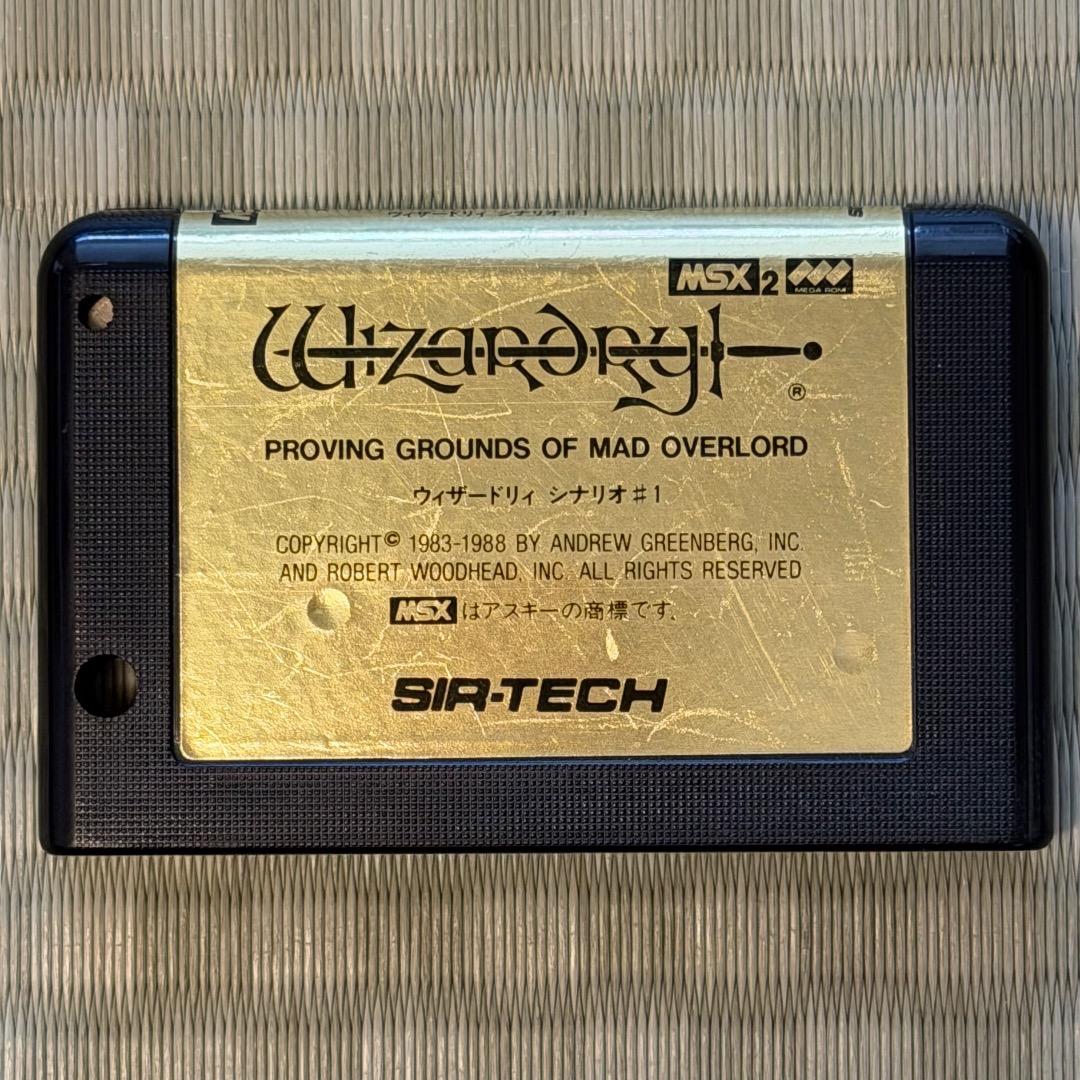 ウィザードリィ シナリオ#1
MSX 2 MEGA ROM
Wizardry ®
PROVING GROUNDS OF MAD OVERLORD
ウィザードリィ シナリオ#1
COPYRIGHT© 1983-1988 BY ANDREW GREENBERG, INC.
AND ROBERT WOODHEAD, INC. ALL RIGHTS RESERVED
MSXはアスキーの商標です.
SIR-TECH